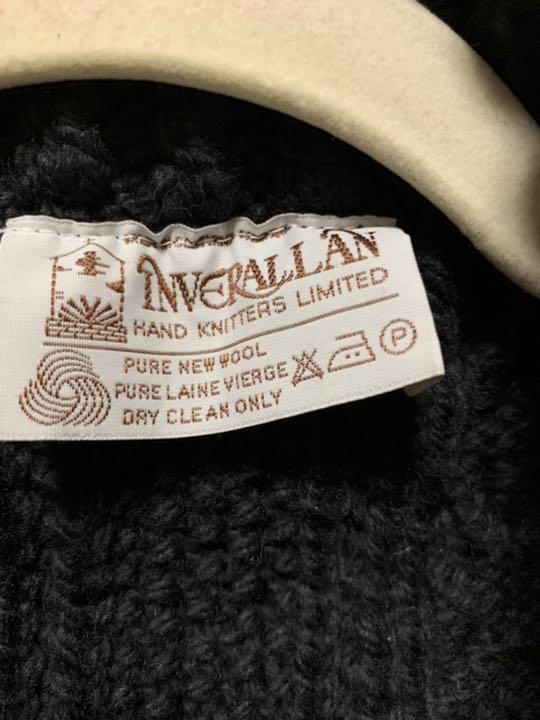 INVERALLAN
HAND KNITTERS LIMITED
PURE NEW WOOL
PURE LAINE VIERGE
DRY CLEAN ONLY
P